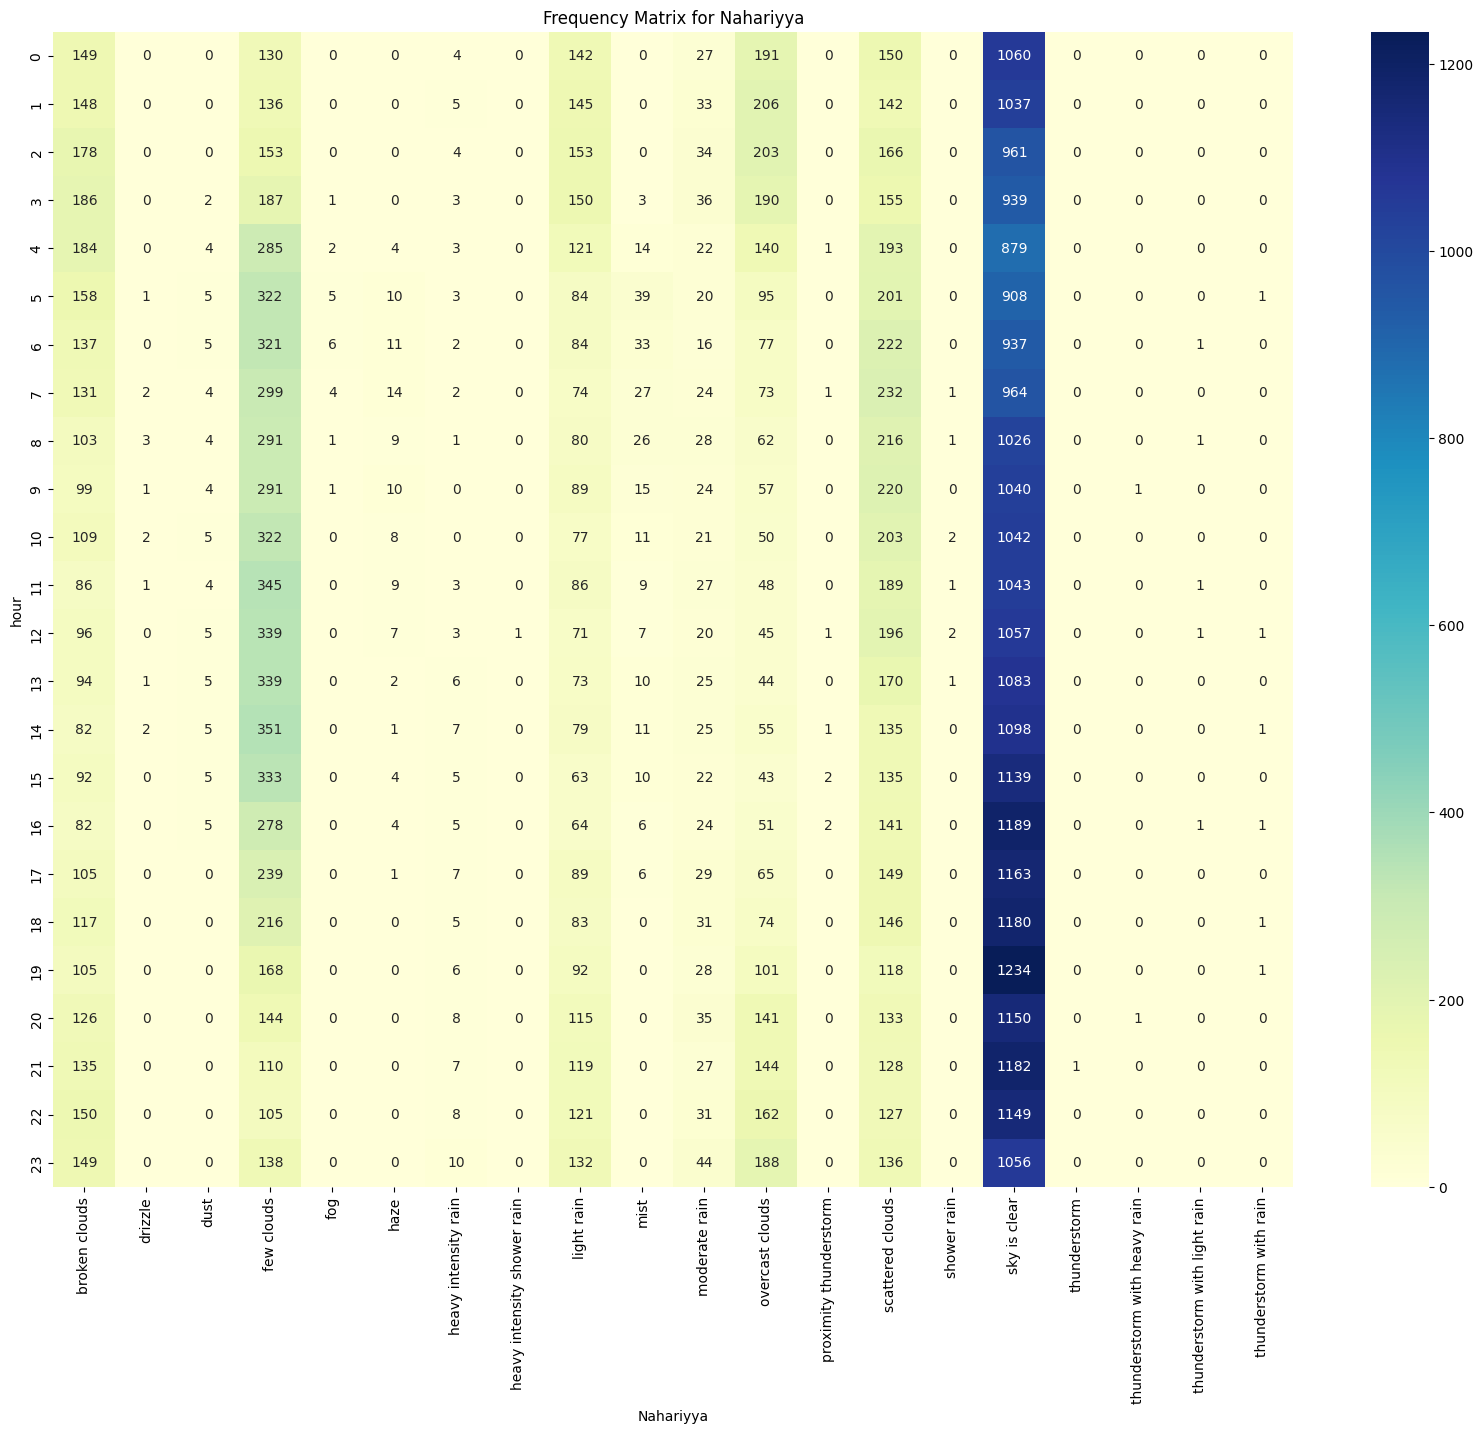 Frequency Matrix for Nahariyya
0 149 0 0 130 0 0 4 0 142 0 27 191 0 150 0 1060 0 0 0 0
1 148 0 0 136 0 0 5 0 145 0 33 206 0 142 0 1037 0 0 0 0
2 178 0 0 153 0 0 4 0 153 0 34 203 0 166 0 961 0 0 0 0
3 186 0 2 187 1 0 3 0 150 3 36 190 0 155 0 939 0 0 0 0
4 184 0 4 285 2 4 3 0 121 14 22 140 1 193 0 879 0 0 0 0
5 158 1 5 322 5 10 3 0 84 39 20 95 0 201 0 908 0 0 0 1
6 137 0 5 321 6 11 2 0 84 33 16 77 0 222 0 937 0 0 1 0
7 131 2 4 299 4 14 2 0 74 27 24 73 1 232 1 964 0 0 0 0
8 103 3 4 291 1 9 1 0 80 26 28 62 0 216 1 1026 0 0 1 0
9 99 1 4 291 1 10 0 0 89 15 24 57 0 220 0 1040 0 1 0 0
10 109 2 5 322 0 8 0 0 77 11 21 50 0 203 2 1042 0 0 0 0
11 86 1 4 345 0 9 3 0 86 9 27 48 0 189 1 1043 0 0 1 0
12 96 0 5 339 0 7 3 1 71 7 20 45 1 196 2 1057 0 0 1 1
13 94 1 5 339 0 2 6 0 73 10 25 44 0 170 1 1083 0 0 0 0
14 82 2 5 351 0 1 7 0 79 11 25 55 1 135 0 1098 0 0 0 1
15 92 0 5 333 0 4 5 0 63 10 22 43 2 135 0 1139 0 0 0 0
16 82 0 5 278 0 4 5 0 64 6 24 51 2 141 0 1189 0 0 1 1
17 105 0 0 239 0 1 7 0 89 6 29 65 0 149 0 1163 0 0 0 0
18 117 0 0 216 0 0 5 0 83 0 31 74 0 146 0 1180 0 0 0 1
19 105 0 0 168 0 0 6 0 92 0 28 101 0 118 0 1234 0 0 0 1
20 126 0 0 144 0 0 8 0 115 0 35 141 0 133 0 1150 0 1 0 0
21 135 0 0 110 0 0 7 0 119 0 27 144 0 128 0 1182 1 0 0 0
22 150 0 0 105 0 0 8 0 121 0 31 162 0 127 0 1149 0 0 0 0
23 149 0 0 138 0 0 10 0 132 0 44 188 0 136 0 1056 0 0 0 0
hour
broken clouds
drizzle
dust
few clouds
fog
haze
heavy intensity rain
heavy intensity shower rain
light rain
mist
moderate rain
overcast clouds
proximity thunderstorm
scattered clouds
shower rain
sky is clear
thunderstorm
thunderstorm with heavy rain
thunderstorm with light rain
thunderstorm with rain
Nahariyya
1200
1000
800
600
400
200
0